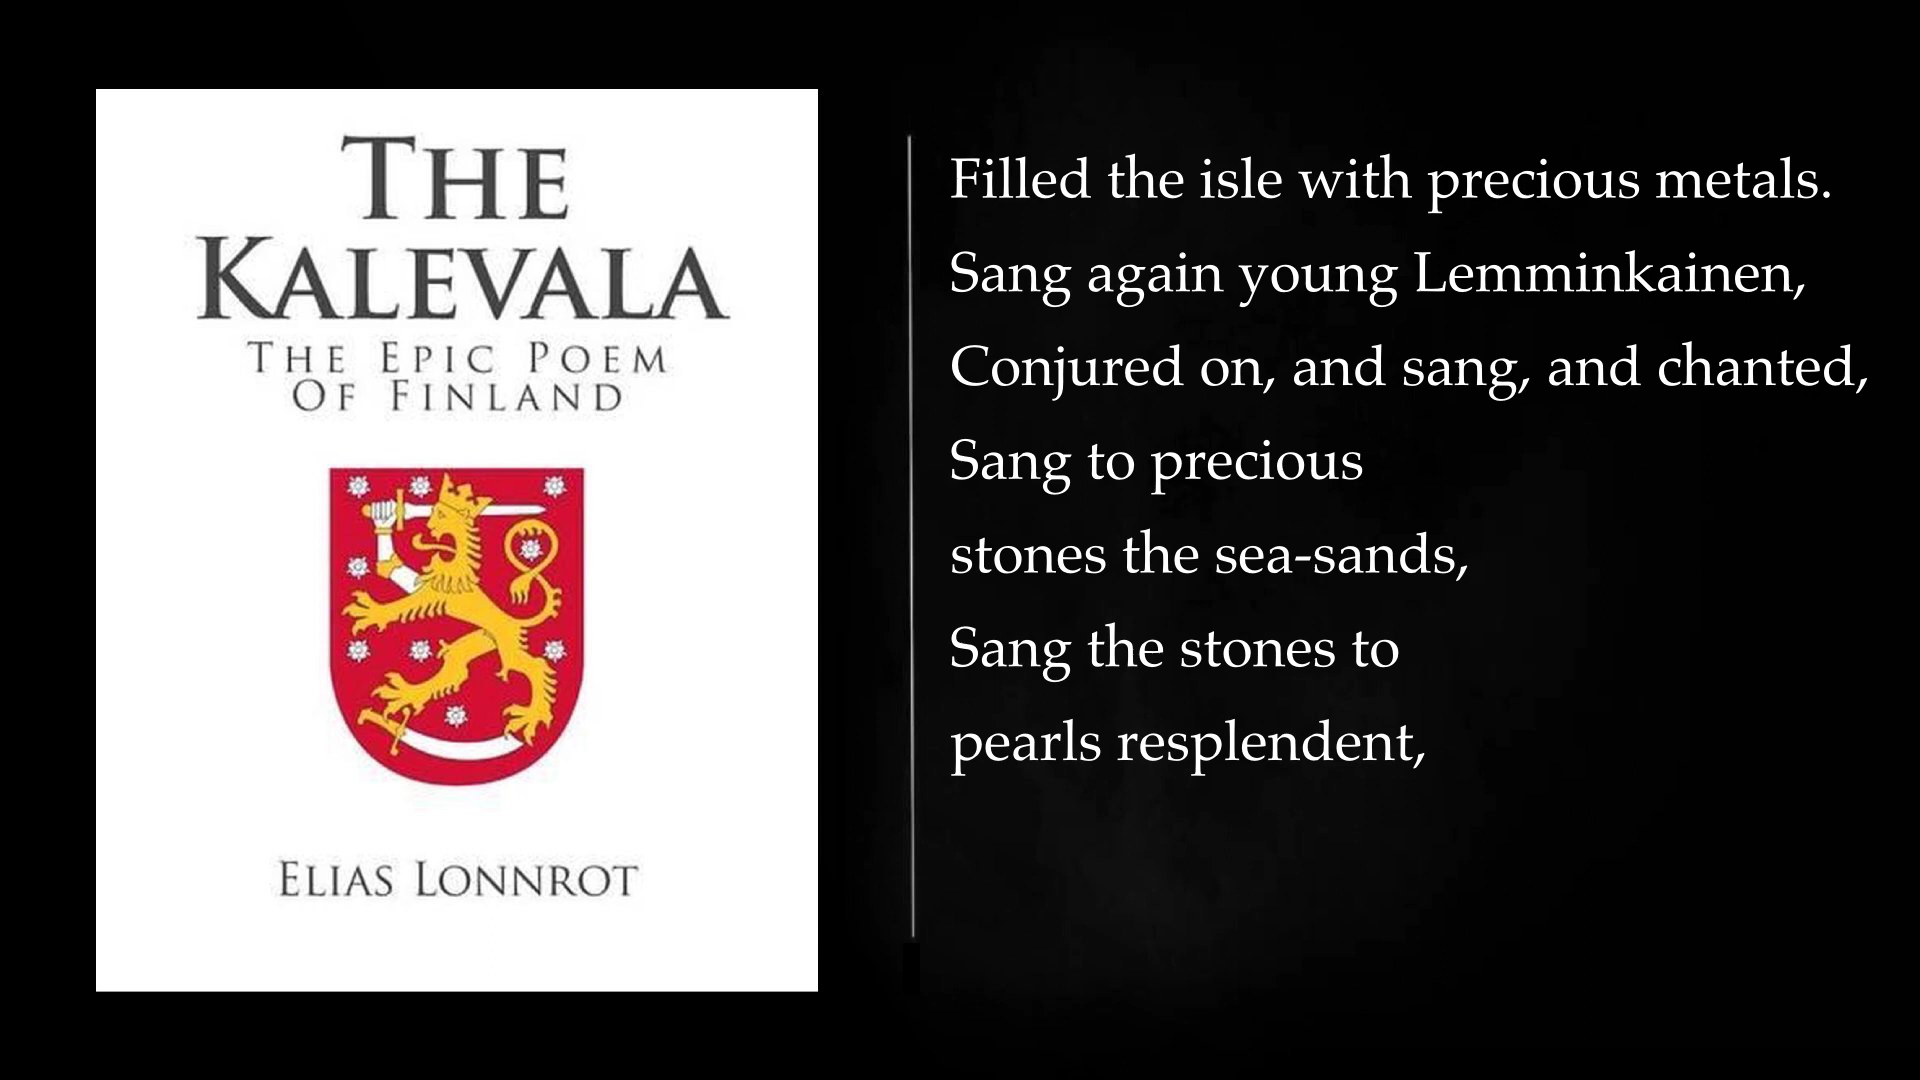 THE
KALEVALA
THE EPIC POEM
OF FINLAND
ELIAS LONNROT
Filled the isle with precious metals.
Sang again young Lemminkainen,
Conjured on, and sang, and chanted,
Sang to precious
stones the sea-sands,
Sang the stones to
pearls resplendent,